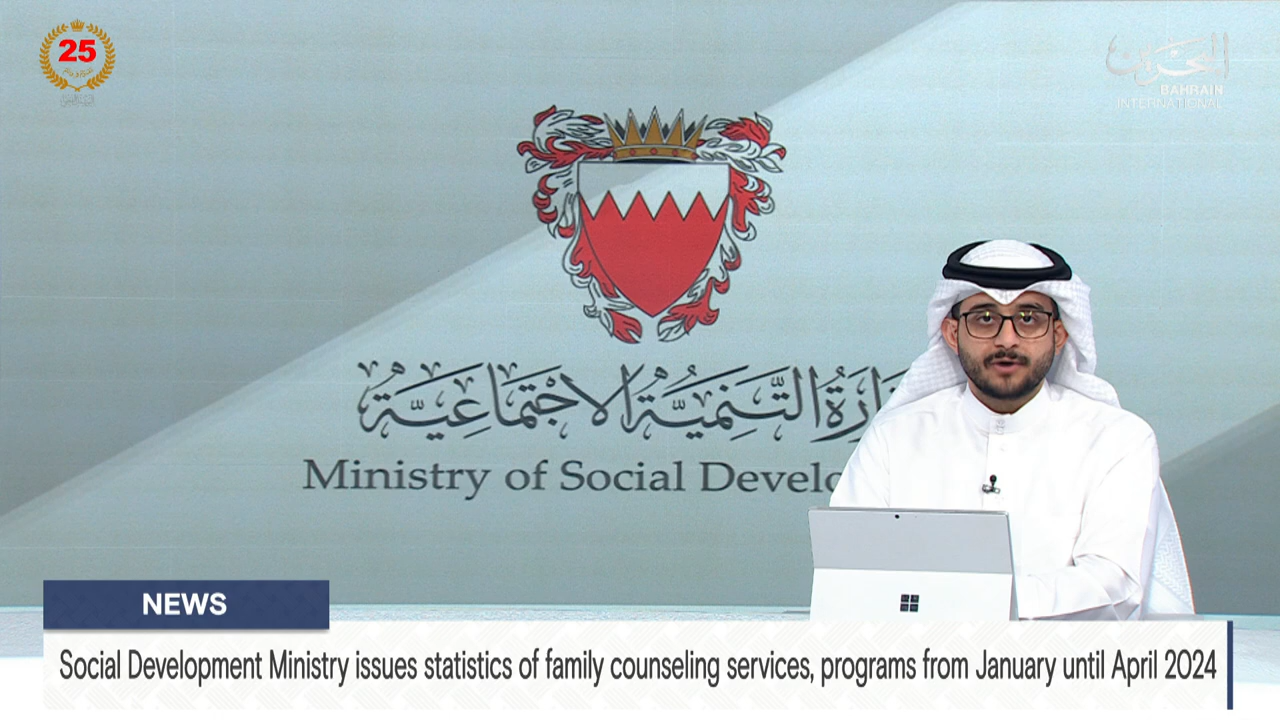 25
البحرين
BAHRAIN
INTERNATIONAL
وزارة التنمية الاجتماعية
Ministry of Social Develo
NEWS
Social Development Ministry issues statistics of family counseling services, programs from January until April 2024